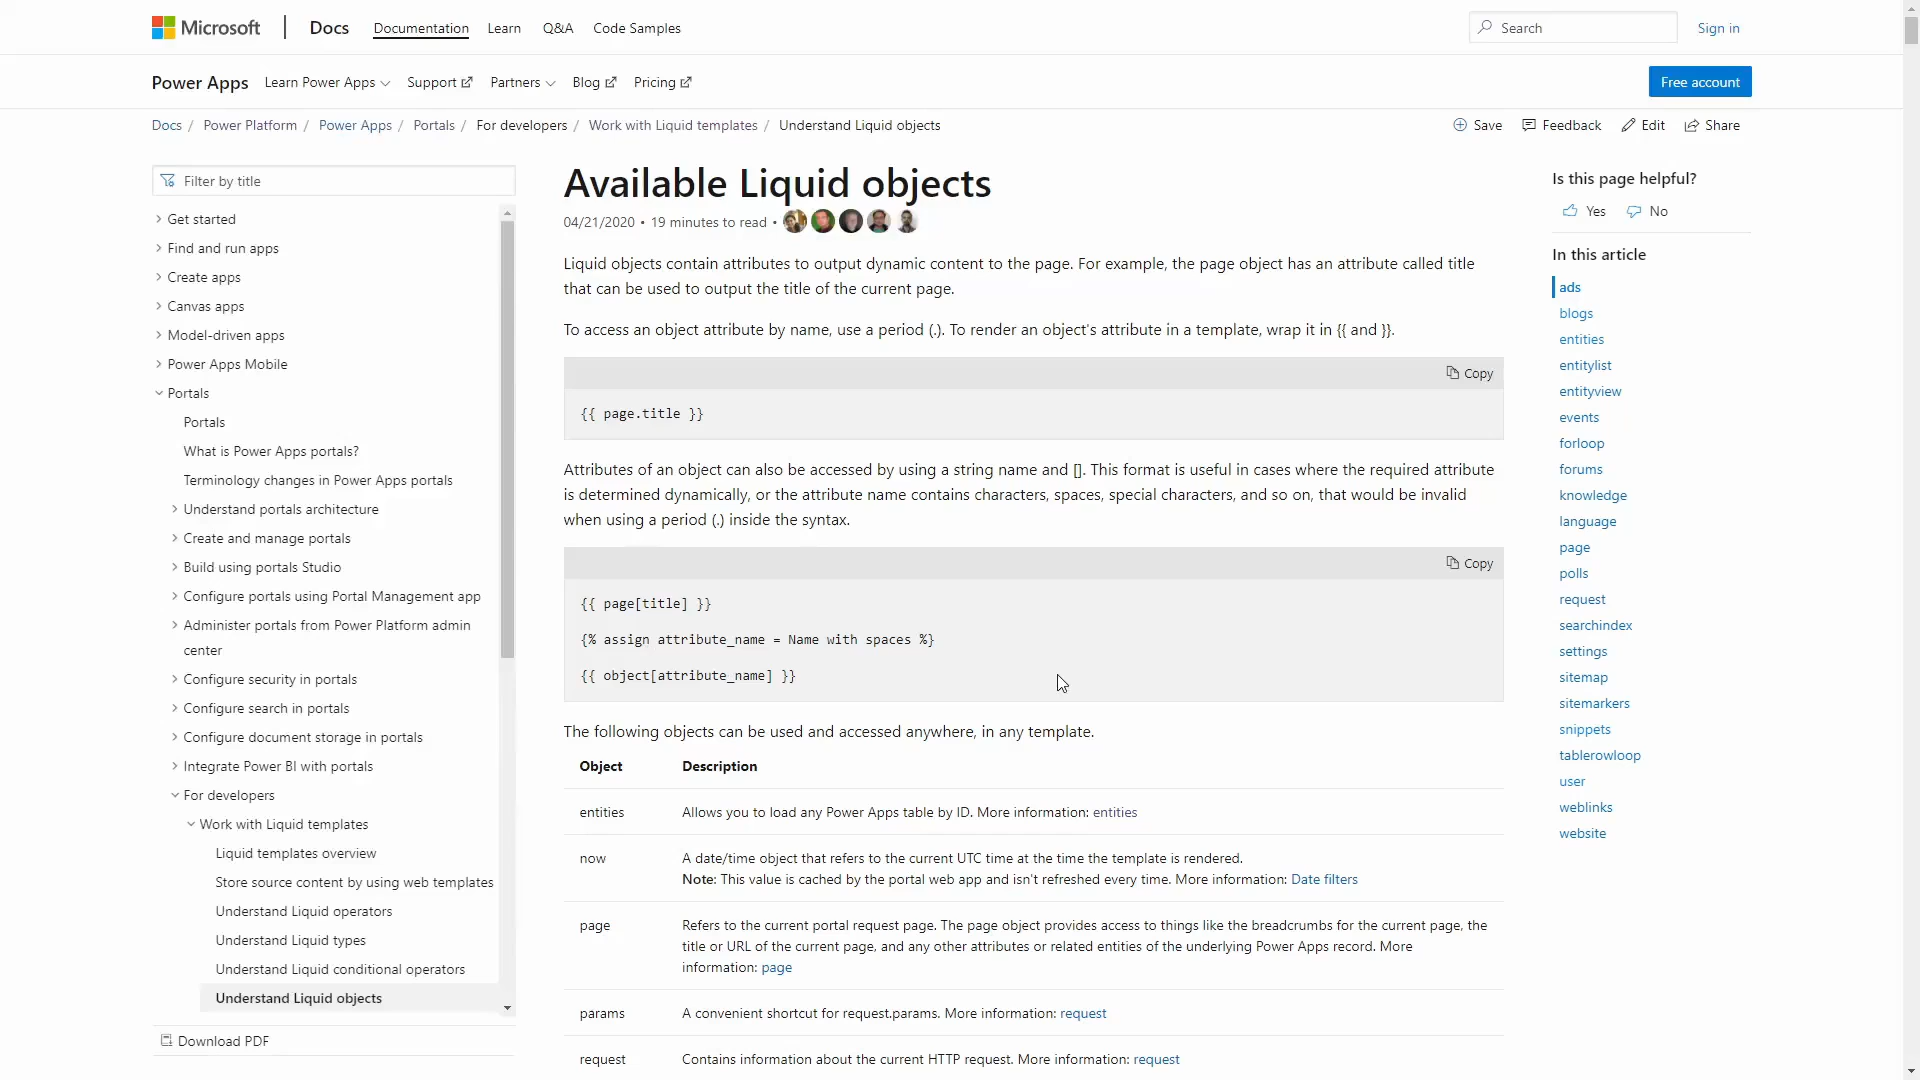 Microsoft
Docs
Documentation
Learn
Q&A
Code Samples
Search
Sign in
Power Apps
Learn Power Apps
Support
Partners
Blog
Pricing
Free account
Docs / Power Platform / Power Apps / Portals / For developers / Work with Liquid templates / Understand Liquid objects
Save
Feedback
Edit
Share
Filter by title
Get started
Find and run apps
Create apps
Canvas apps
Model-driven apps
Power Apps Mobile
Portals
Portals
What is Power Apps portals?
Terminology changes in Power Apps portals
Understand portals architecture
Create and manage portals
Build using portals Studio
Configure portals using Portal Management app
Administer portals from Power Platform admin
center
Configure security in portals
Configure search in portals
Configure document storage in portals
Integrate Power BI with portals
For developers
Work with Liquid templates
Liquid templates overview
Store source content by using web templates
Understand Liquid operators
Understand Liquid types
Understand Liquid conditional operators
Understand Liquid objects
Download PDF
Available Liquid objects
04/21/2020 • 19 minutes to read •
Liquid objects contain attributes to output dynamic content to the page. For example, the page object has an attribute called title
that can be used to output the title of the current page.
To access an object attribute by name, use a period (.). To render an object's attribute in a template, wrap it in {{ and }}.
Copy
{{ page.title }}
Attributes of an object can also be accessed by using a string name and []. This format is useful in cases where the required attribute
is determined dynamically, or the attribute name contains characters, spaces, special characters, and so on, that would be invalid
when using a period (.) inside the syntax.
Copy
{{ page[title] }}
{% assign attribute_name = Name with spaces %}
{{ object[attribute_name] }}
The following objects can be used and accessed anywhere, in any template.
Object Description
entities Allows you to load any Power Apps table by ID. More information: entities
now A date/time object that refers to the current UTC time at the time the template is rendered.
Note: This value is cached by the portal web app and isn't refreshed every time. More information: Date filters
page Refers to the current portal request page. The page object provides access to things like the breadcrumbs for the current page, the
title or URL of the current page, and any other attributes or related entities of the underlying Power Apps record. More
information: page
params A convenient shortcut for request.params. More information: request
request Contains information about the current HTTP request. More information: request
Is this page helpful?
Yes
No
In this article
ads
blogs
entities
entitylist
entityview
events
forloop
forums
knowledge
language
page
polls
request
searchindex
settings
sitemap
sitemarkers
snippets
tablerowloop
user
weblinks
website